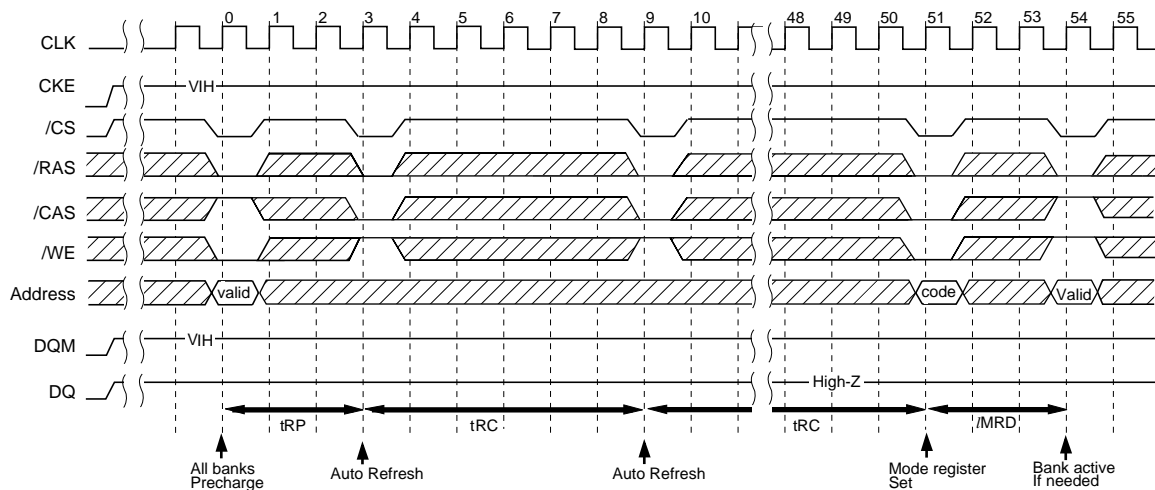 0 1 2 3 4 5 6 7 8 9 10 48 49 50 51 52 53 54 55
CLK
CKE VIH
/CS
/RAS
/CAS
/WE
Address valid code Valid
DQM VIH
DQ High-Z
tRP tRC tRC lMRD
All banks
Precharge
Auto Refresh
Auto Refresh
Mode register
Set
Bank active
If needed